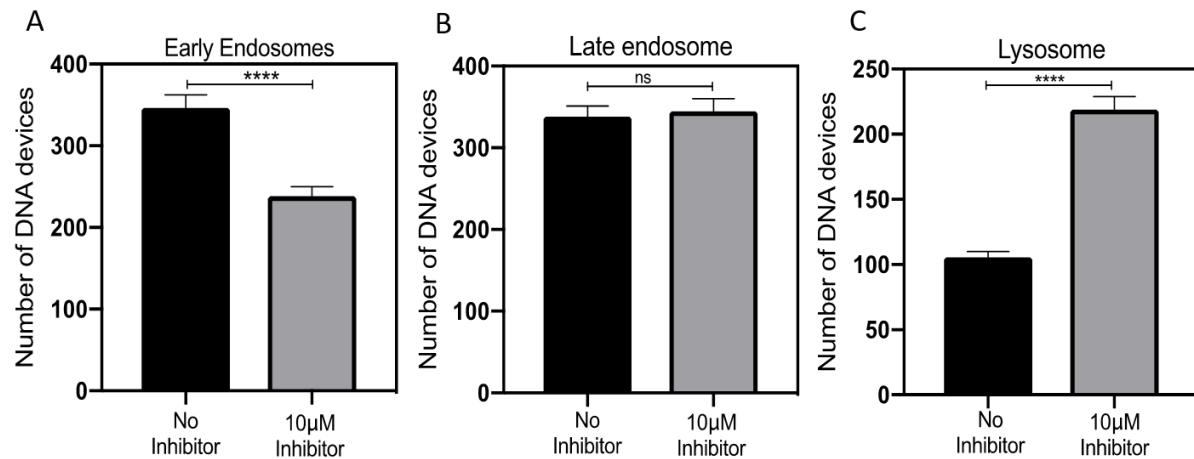 A
Early Endosomes
****
400
300
200
100
0
Number of DNA devices
No
Inhibitor
10µM
Inhibitor
B
Late endosome
ns
400
300
200
100
0
Number of DNA devices
No
Inhibitor
10µM
Inhibitor
C
Lysosome
****
250
200
150
100
50
0
Number of DNA devices
No
Inhibitor
10µM
Inhibitor